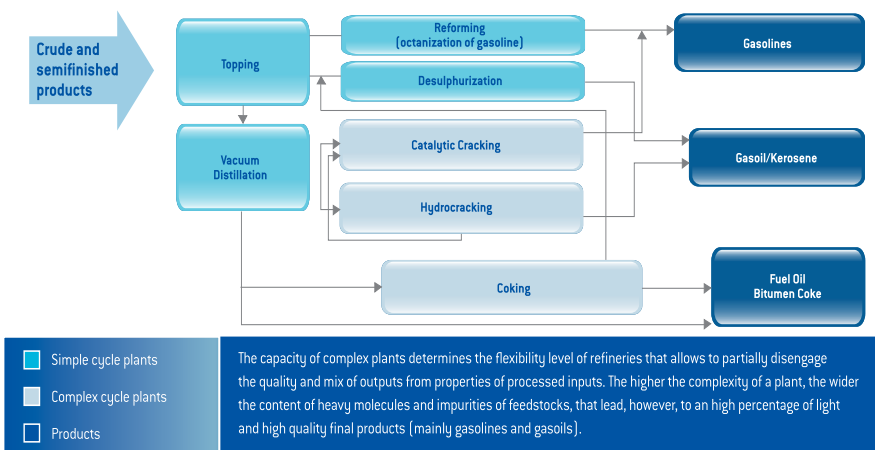 Crude and
semifinished
products
Topping
Reforming
(octanization of gasoline)
Desulphurization
Gasolines
Vacuum
Distillation
Catalytic Cracking
Gasoil/Kerosene
Hydrocracking
Coking
Fuel Oil
Bitumen Coke
Simple cycle plants
Complex cycle plants
Products
The capacity of complex plants determines the flexibility level of refineries that allows to partially disengage
the quality and mix of outputs from properties of processed inputs. The higher the complexity of a plant, the wider
the content of heavy molecules and impurities of feedstocks, that lead, however, to an high percentage of light
and high quality final products (mainly gasolines and gasoils).